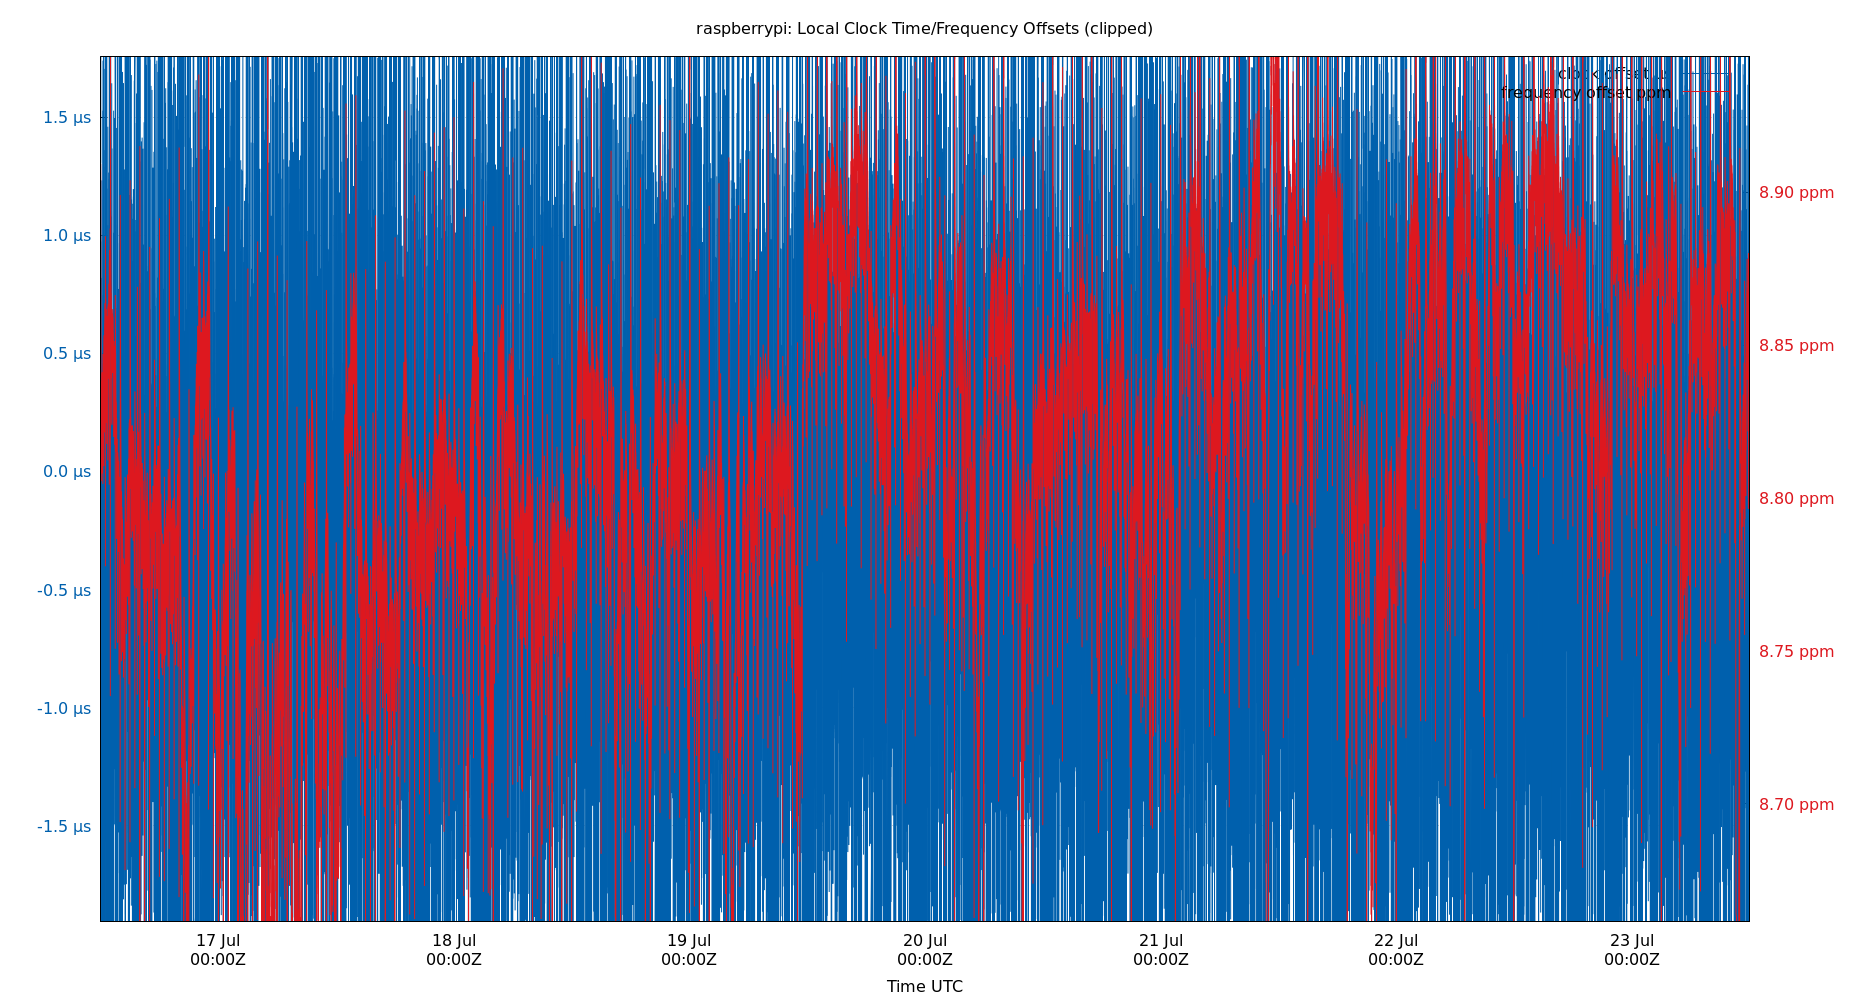 raspberrypi: Local Clock Time/Frequency Offsets (clipped)
clock offset µs
frequency offset ppm
1.5 µs
1.0 µs
0.5 µs
0.0 µs
-0.5 µs
-1.0 µs
-1.5 µs
8.90 ppm
8.85 ppm
8.80 ppm
8.75 ppm
8.70 ppm
17 Jul 18 Jul 19 Jul 20 Jul 21 Jul 22 Jul 23 Jul
00:00Z 00:00Z 00:00Z 00:00Z 00:00Z 00:00Z 00:00Z
Time UTC